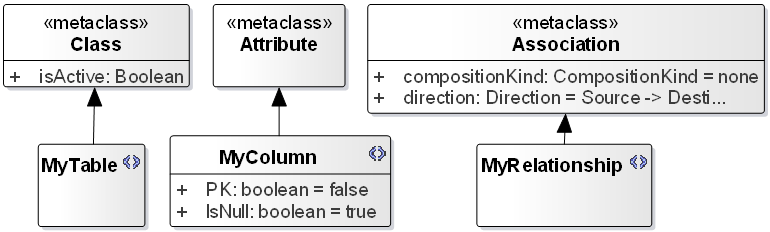 «metaclass»
Class
+ isActive: Boolean
«metaclass»
Attribute
«metaclass»
Association
+ compositionKind: CompositionKind = none
+ direction: Direction = Source -> Desti...
MyTable
MyColumn
+ PK: boolean = false
+ IsNull: boolean = true
MyRelationship